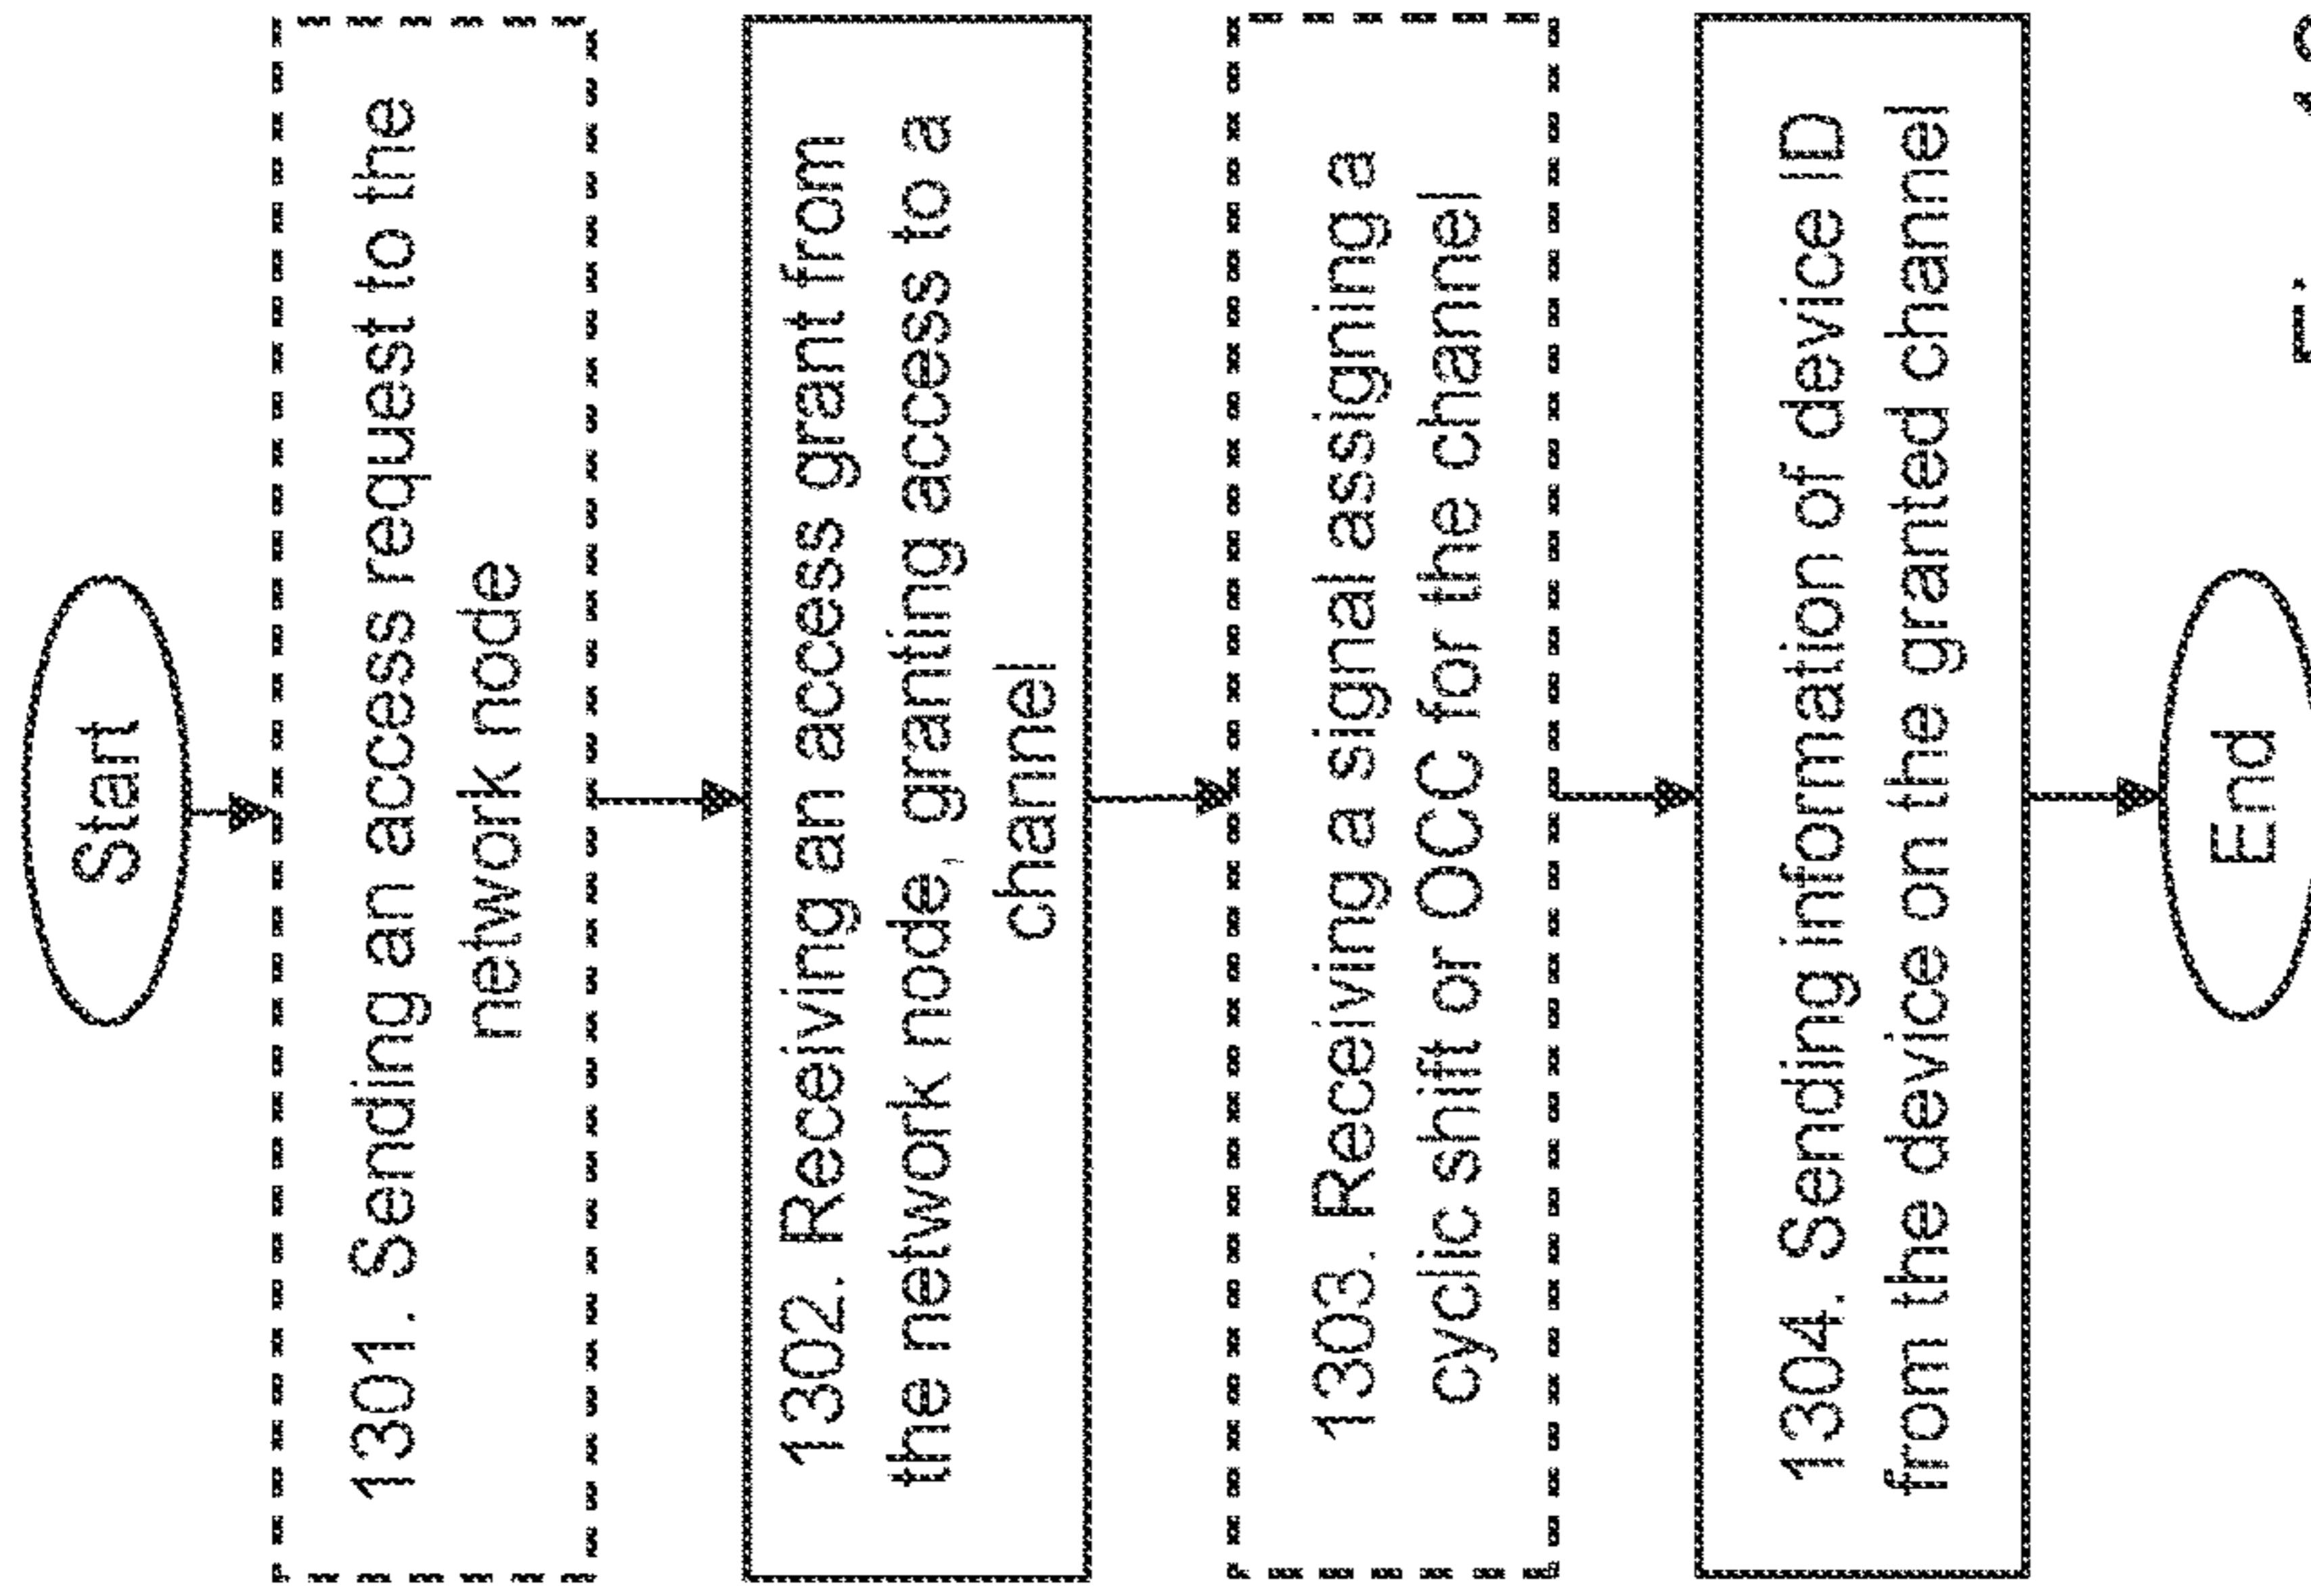 Start
1301. Sending an access request to the
network node
1302. Receiving an access grant from
the network node, granting access to a
channel
1303. Receiving a signal assigning a
cyclic shift or OCC for the channel
1304. Sending information of device ID
from the device on the granted channel
End